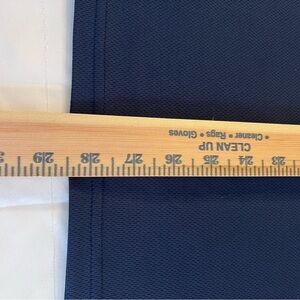 CLEAN UP
• Cleaner • Rags • Gloves
23 24 25 26 27 28 29